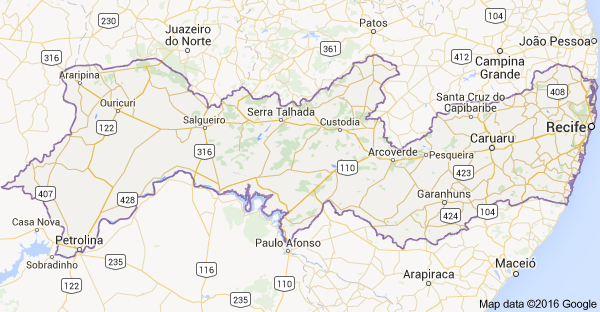 230
Juazeiro
do Norte
Patos
104
João Pessoa
316
361
412
Campina
Grande
Araripina
Ouricuri
122
Salgueiro
Serra Talhada
Custodia
Santa Cruz do
Capibaribe
408
Recife
316
110
Arcoverde
Pesqueira
Caruaru
423
407
428
Garanhuns
424
104
Casa Nova
Petrolina
Sobradinho
235
122
116
235
Paulo Afonso
110
Arapiraca
Maceió
Map data ©2016 Google